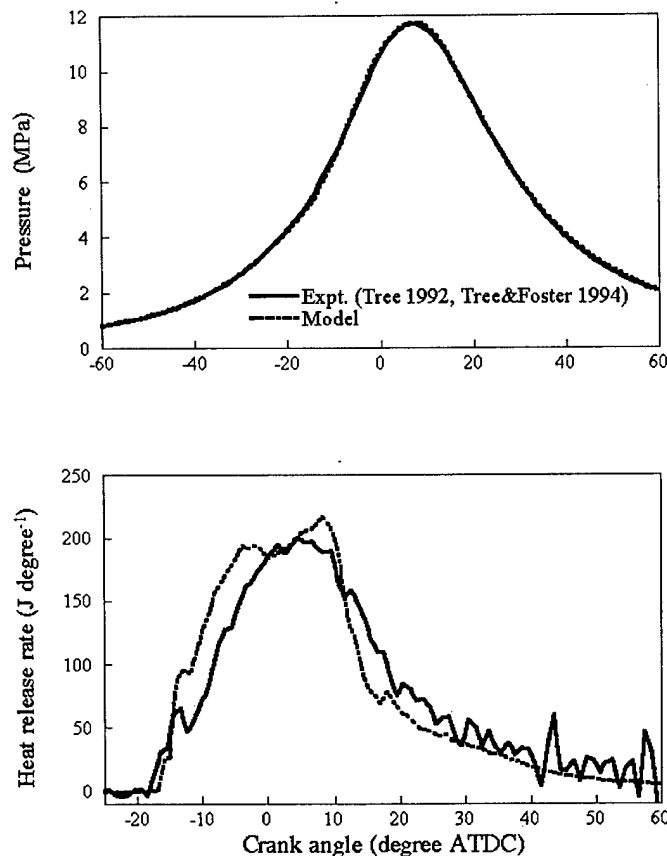 12
10
8
6
4
2
0
Pressure (MPa)
Expt. (Tree 1992, Tree&Foster 1994)
Model
-60 -40 -20 0 20 40 60
250
200
150
100
50
0
Heat release rate (J degree⁻¹)
-20 -10 0 10 20 30 40 50 60
Crank angle (degree ATDC)